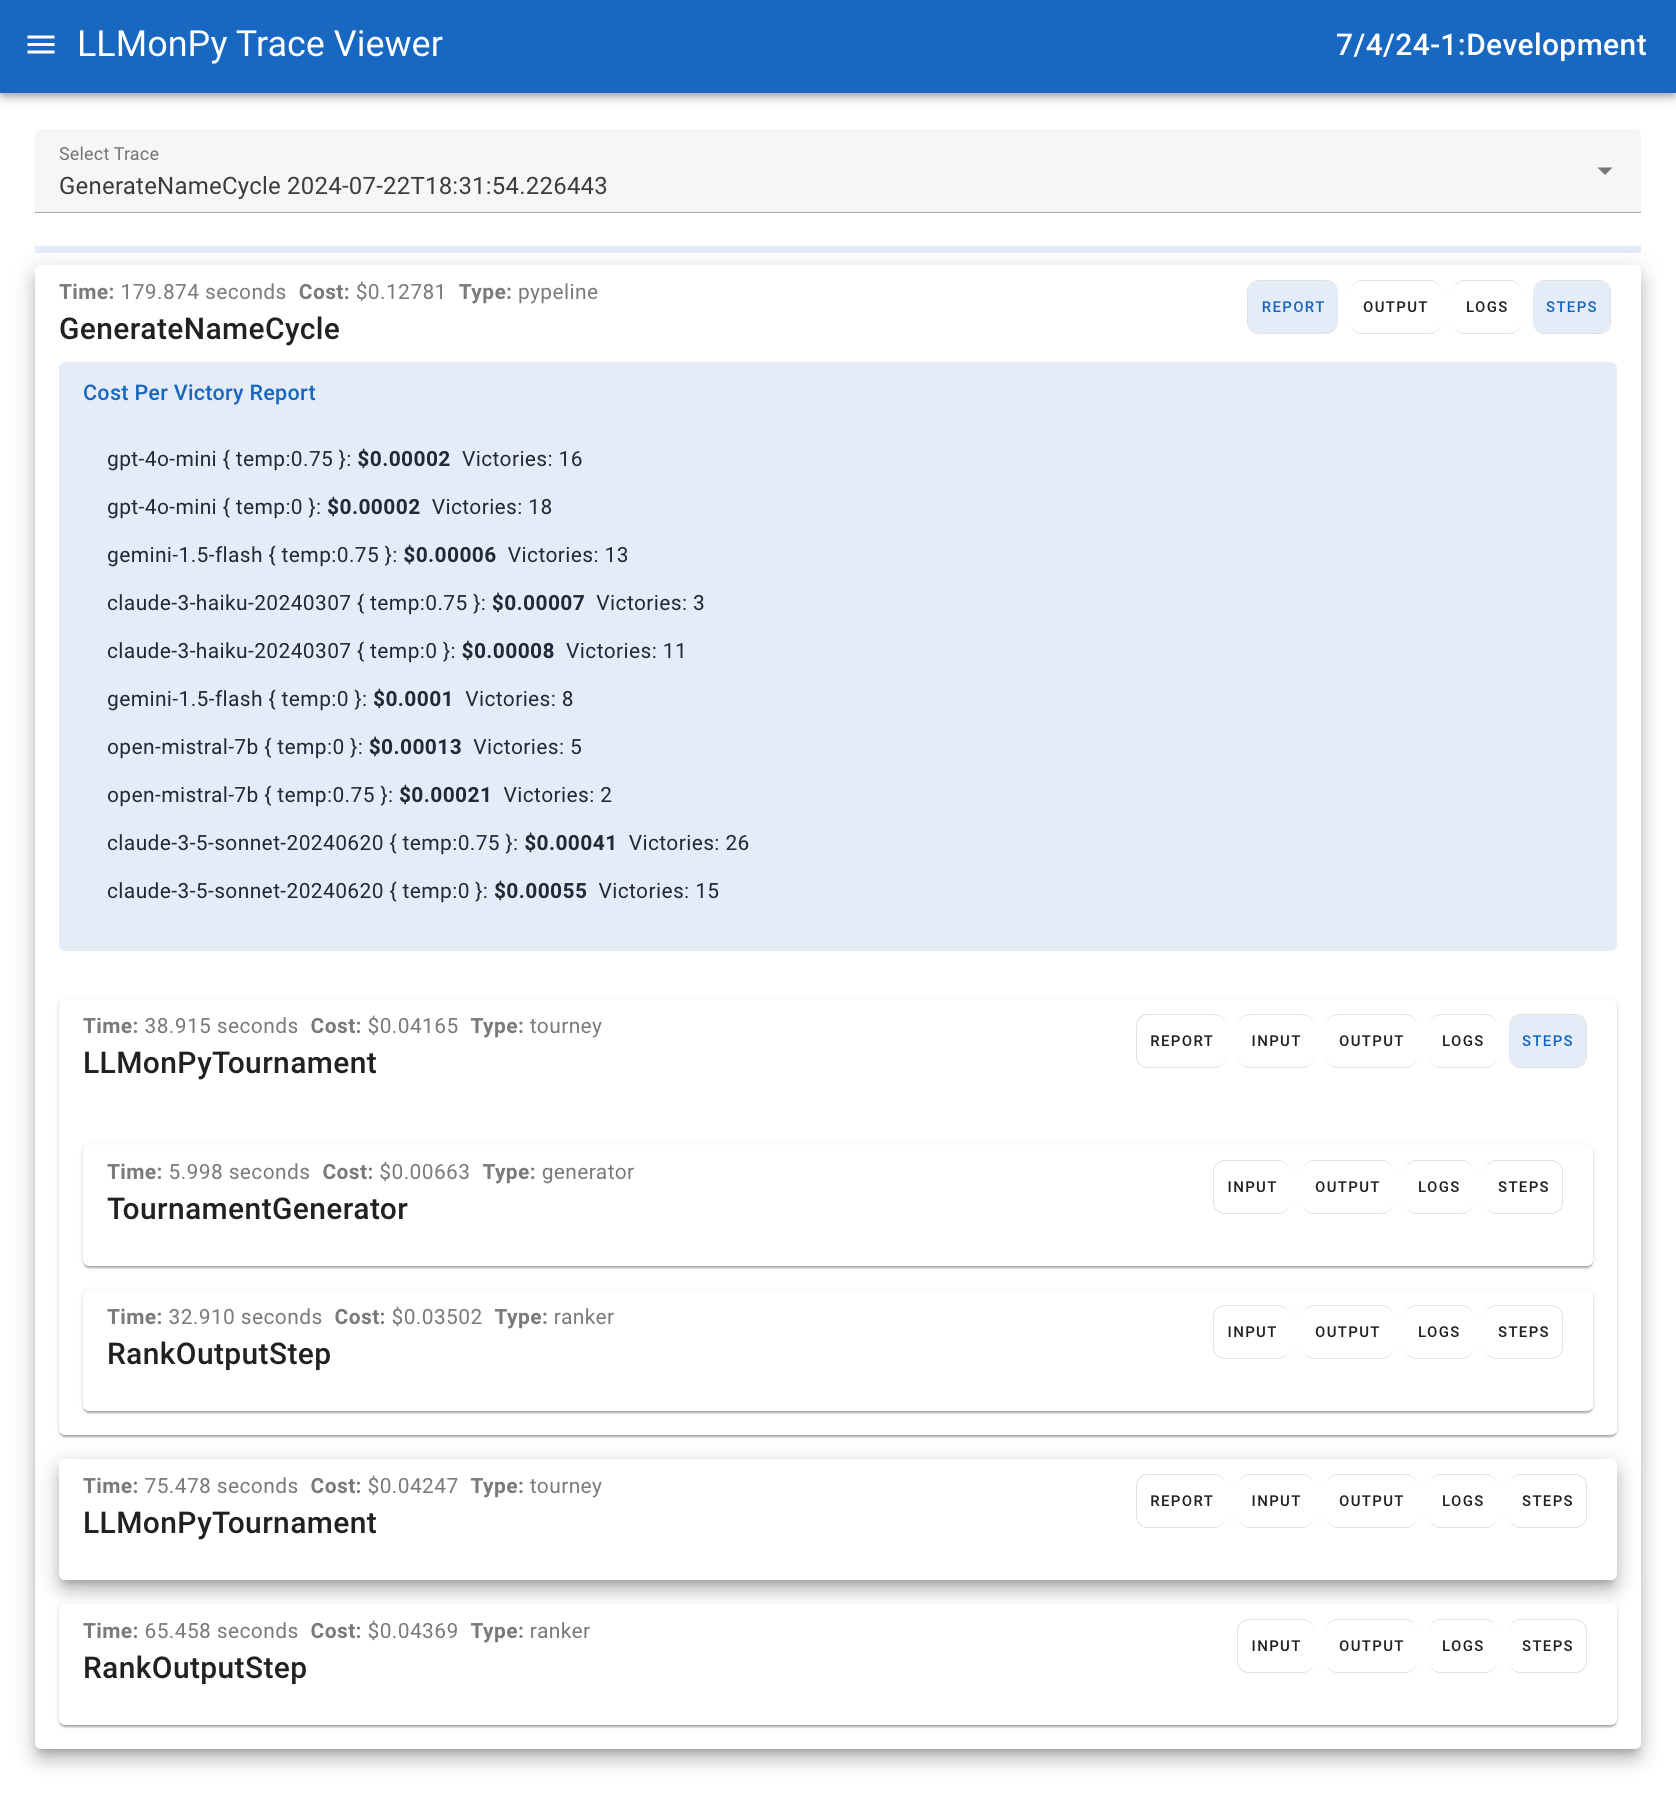 LLMonPy Trace Viewer
7/4/24-1:Development
Select Trace
GenerateNameCycle 2024-07-22T18:31:54.226443
Time: 179.874 seconds Cost: $0.12781 Type: pypeline
GenerateNameCycle
REPORT OUTPUT LOGS STEPS
Cost Per Victory Report
gpt-4o-mini { temp:0.75 }: $0.00002 Victories: 16
gpt-4o-mini { temp:0 }: $0.00002 Victories: 18
gemini-1.5-flash { temp:0.75 }: $0.00006 Victories: 13
claude-3-haiku-20240307 { temp:0.75 }: $0.00007 Victories: 3
claude-3-haiku-20240307 { temp:0 }: $0.00008 Victories: 11
gemini-1.5-flash { temp:0 }: $0.0001 Victories: 8
open-mistral-7b { temp:0 }: $0.00013 Victories: 5
open-mistral-7b { temp:0.75 }: $0.00021 Victories: 2
claude-3-5-sonnet-20240620 { temp:0.75 }: $0.00041 Victories: 26
claude-3-5-sonnet-20240620 { temp:0 }: $0.00055 Victories: 15
Time: 38.915 seconds Cost: $0.04165 Type: tourney
LLMonPyTournament
REPORT INPUT OUTPUT LOGS STEPS
Time: 5.998 seconds Cost: $0.00663 Type: generator
TournamentGenerator
INPUT OUTPUT LOGS STEPS
Time: 32.910 seconds Cost: $0.03502 Type: ranker
RankOutputStep
INPUT OUTPUT LOGS STEPS
Time: 75.478 seconds Cost: $0.04247 Type: tourney
LLMonPyTournament
REPORT INPUT OUTPUT LOGS STEPS
Time: 65.458 seconds Cost: $0.04369 Type: ranker
RankOutputStep
INPUT OUTPUT LOGS STEPS